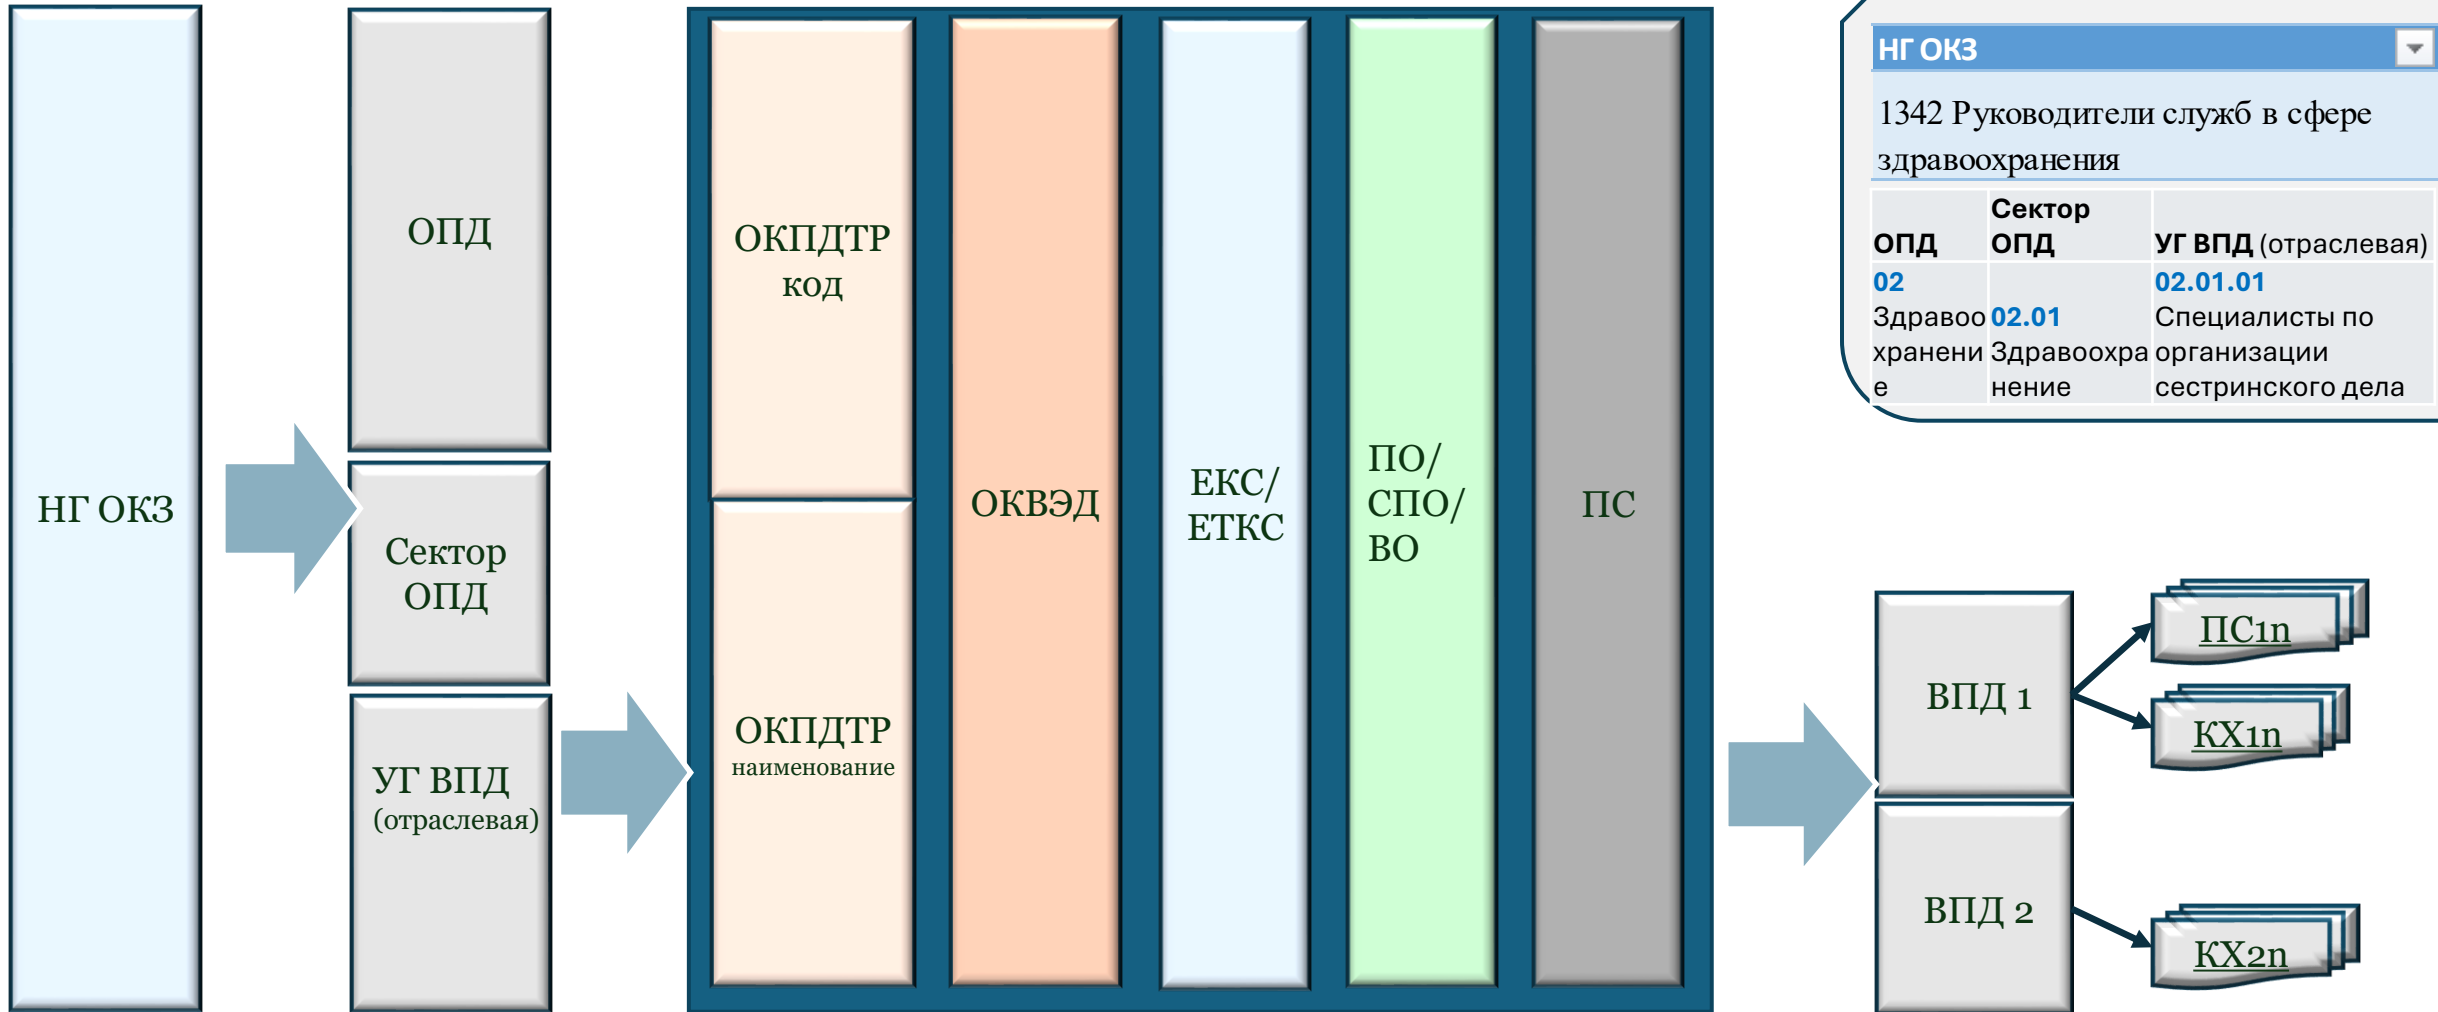 НГ ОКЗ
ОПД
Сектор
ОПД
УГ ВПД
(отраслевая)
ОКПДТР
код
ОКПДТР
наименование
ОКВЭД
ЕКС/
ЕТКС
ПО/
СПО/
ВО
ПС
НГ ОКЗ
1342 Руководители служб в сфере
здравоохранения
ОПД
Сектор
ОПД
УГ ВПД (отраслевая)
02
Здравоо
хранени
е
02.01
Здравоохра
нение
02.01.01
Специалисты по
организации
сестринского дела
ВПД 1
ПС1n
КХ1n
ВПД 2
КХ2n